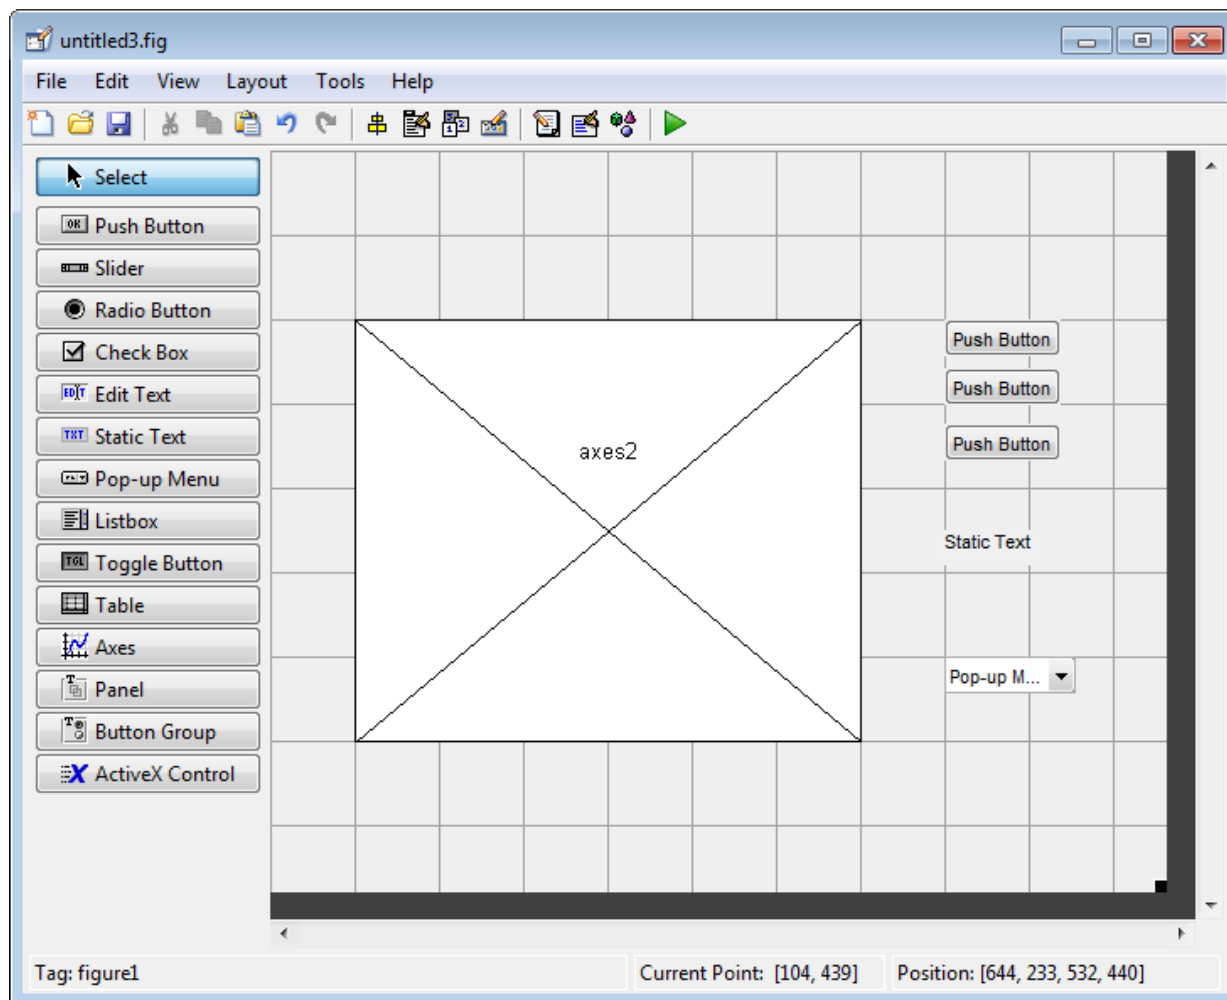 untitled3.fig
File Edit View Layout Tools Help
Select
Push Button
Slider
Radio Button
Check Box
Edit Text
Static Text
Pop-up Menu
Listbox
Toggle Button
Table
Axes
Panel
Button Group
ActiveX Control
axes2
Push Button
Push Button
Push Button
Static Text
Pop-up M...
Tag: figure1 Current Point: [104, 439] Position: [644, 233, 532, 440]